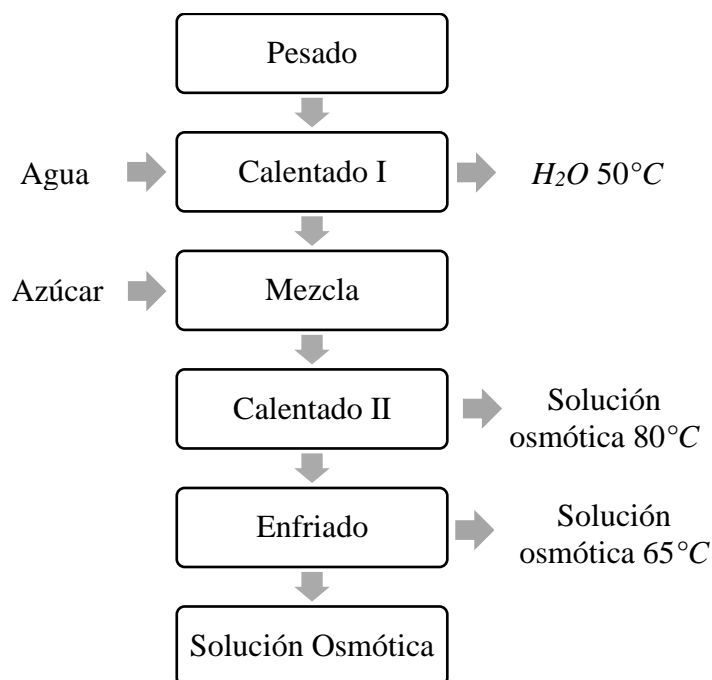 Pesado
Agua
Calentado I
H₂O 50°C
Azúcar
Mezcla
Calentado II
Solución
osmótica 80°C
Enfriado
Solución
osmótica 65°C
Solución Osmótica